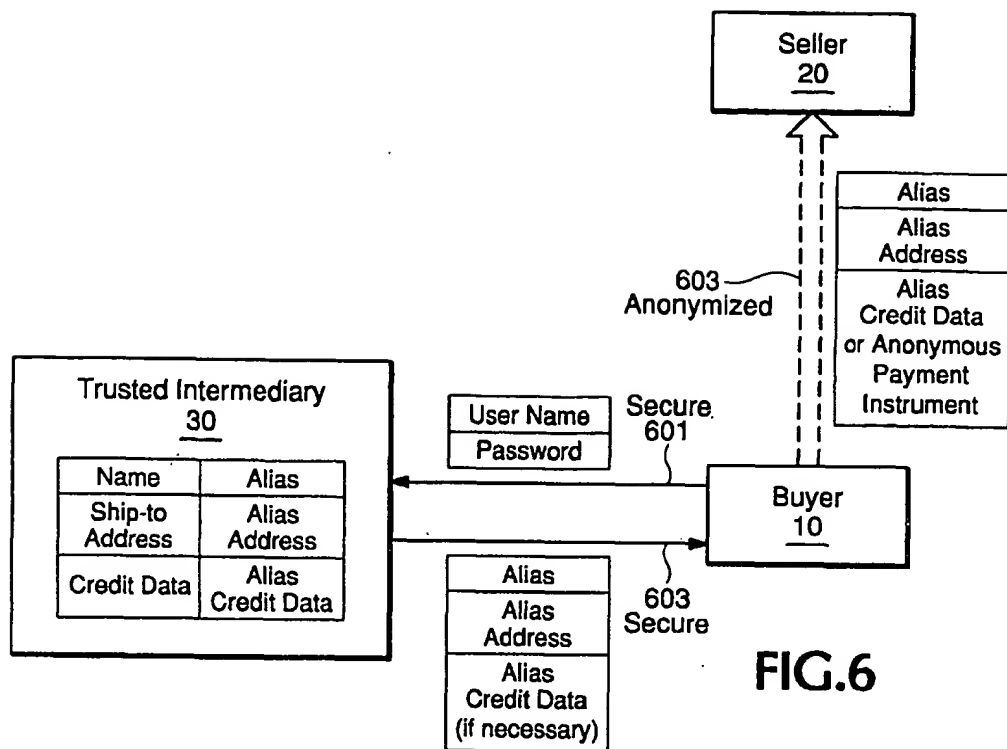 Seller
20
Alias
Alias
Address
Alias
Credit Data
or Anonymous
Payment
Instrument
603
Anonymized
Trusted Intermediary
30
Name Alias
Ship-to Alias
Address Address
Credit Data Alias
Credit Data
User Name
Password
Secure
601
Buyer
10
603
Secure
Alias
Alias
Address
Alias
Credit Data
(if necessary)
FIG.6